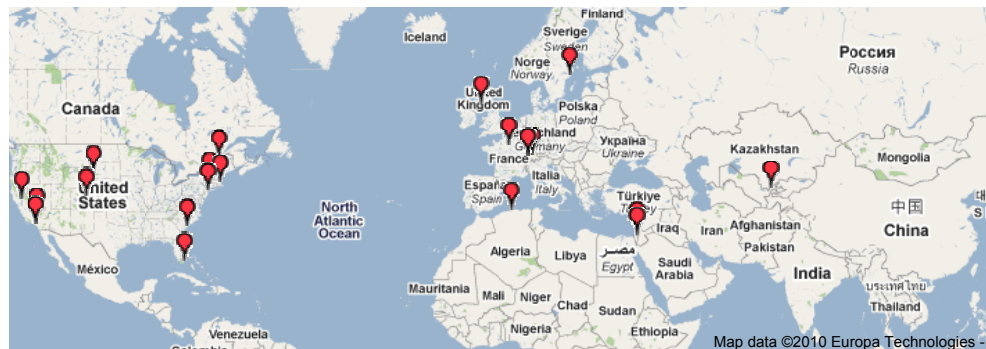 Finland
Iceland
Sverige
Sweden
Norge
Norway
Россия
Russia
Canada
United
Kingdom
Polska
Poland
Deutschland
Germany
Україна
Ukraine
Kazakhstan
Mongolia
France
United
States
España
Spain
Italia
Italy
Türkiye
Turkey
North
Atlantic
Ocean
Iraq
Iran
Afghanistan
Pakistan
中国
China
México
Algeria
Libya
مصر
Egypt
Saudi
Arabia
India
Mauritania
Mali
Niger
Chad
Sudan
ประเทศไทย
Thailand
Nigeria
Ethiopia
Venezuela
Map data ©2010 Europa Technologies -